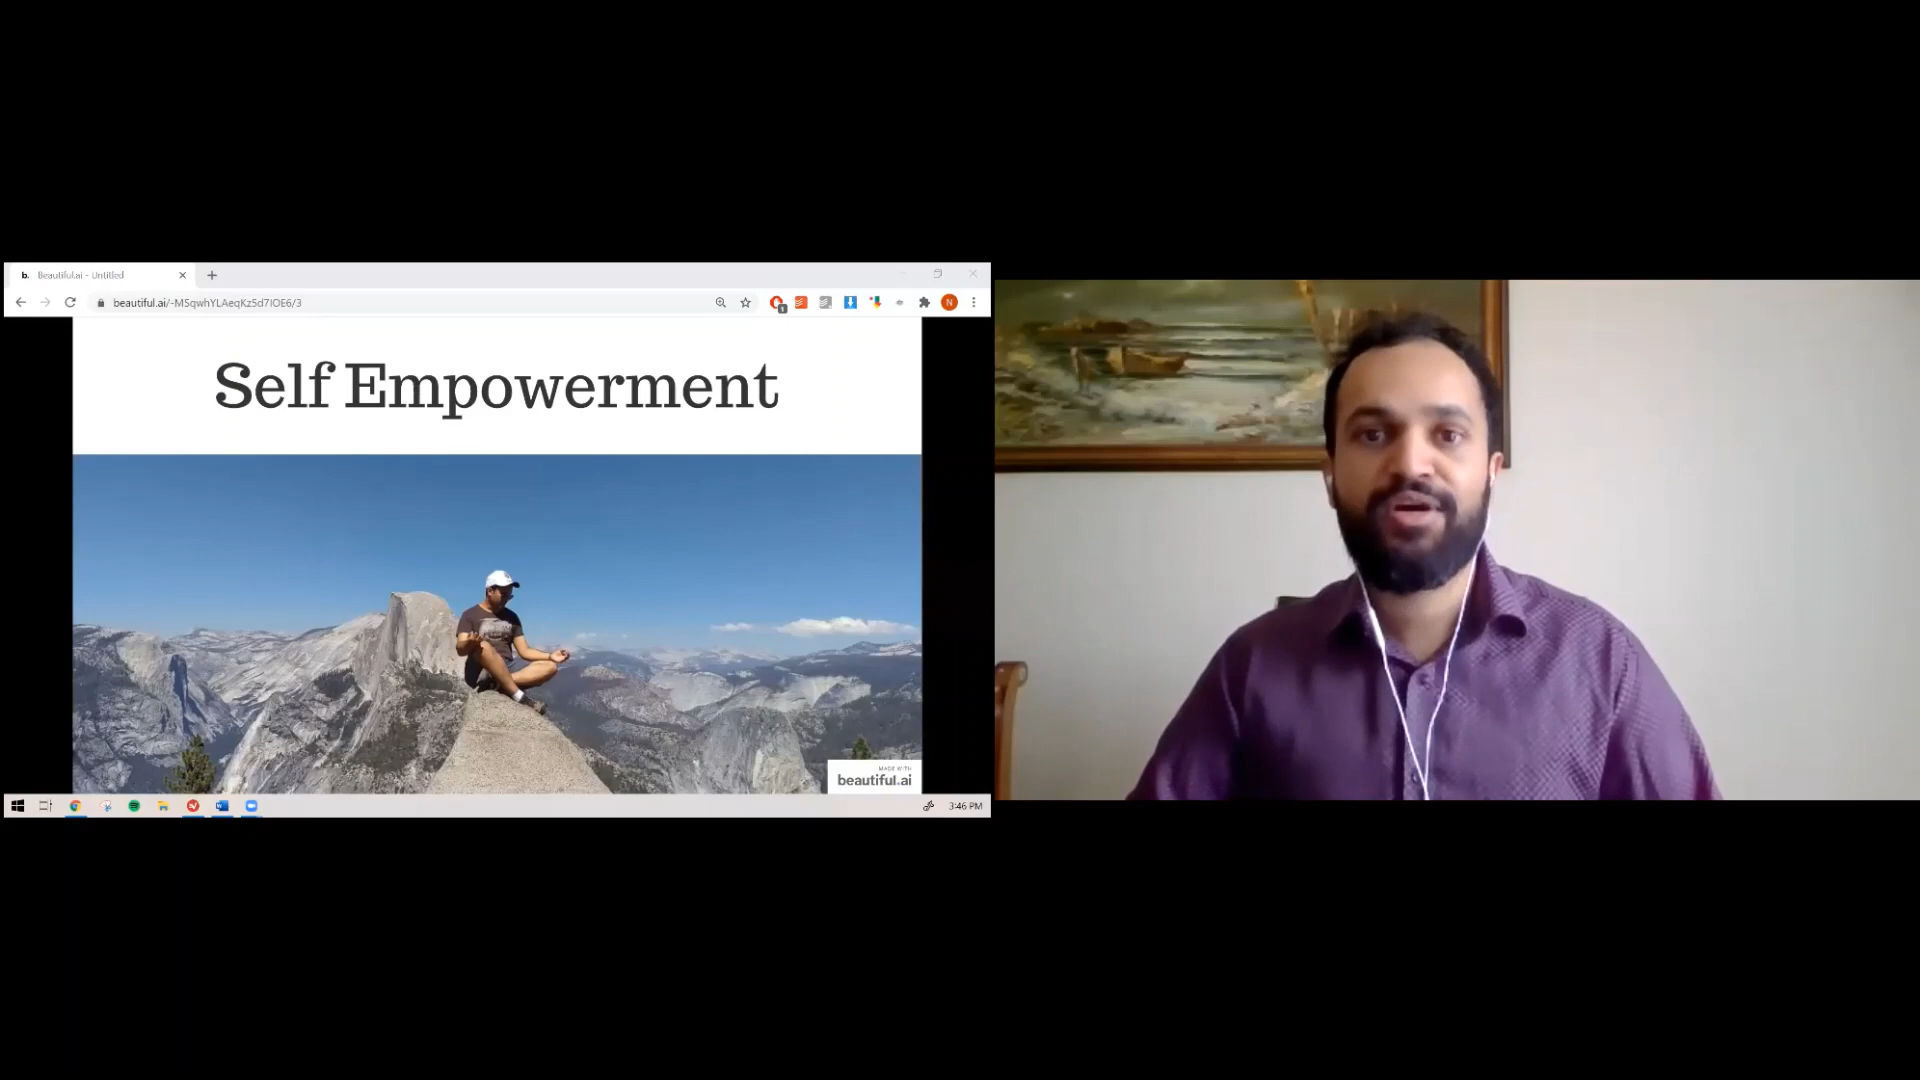 b. Beautiful.ai - Untitled
beautiful.ai/-MSqwhYLAeqKz5d7IOE6/3
N
Self Empowerment
MADE WITH
beautiful.ai
3:46 PM